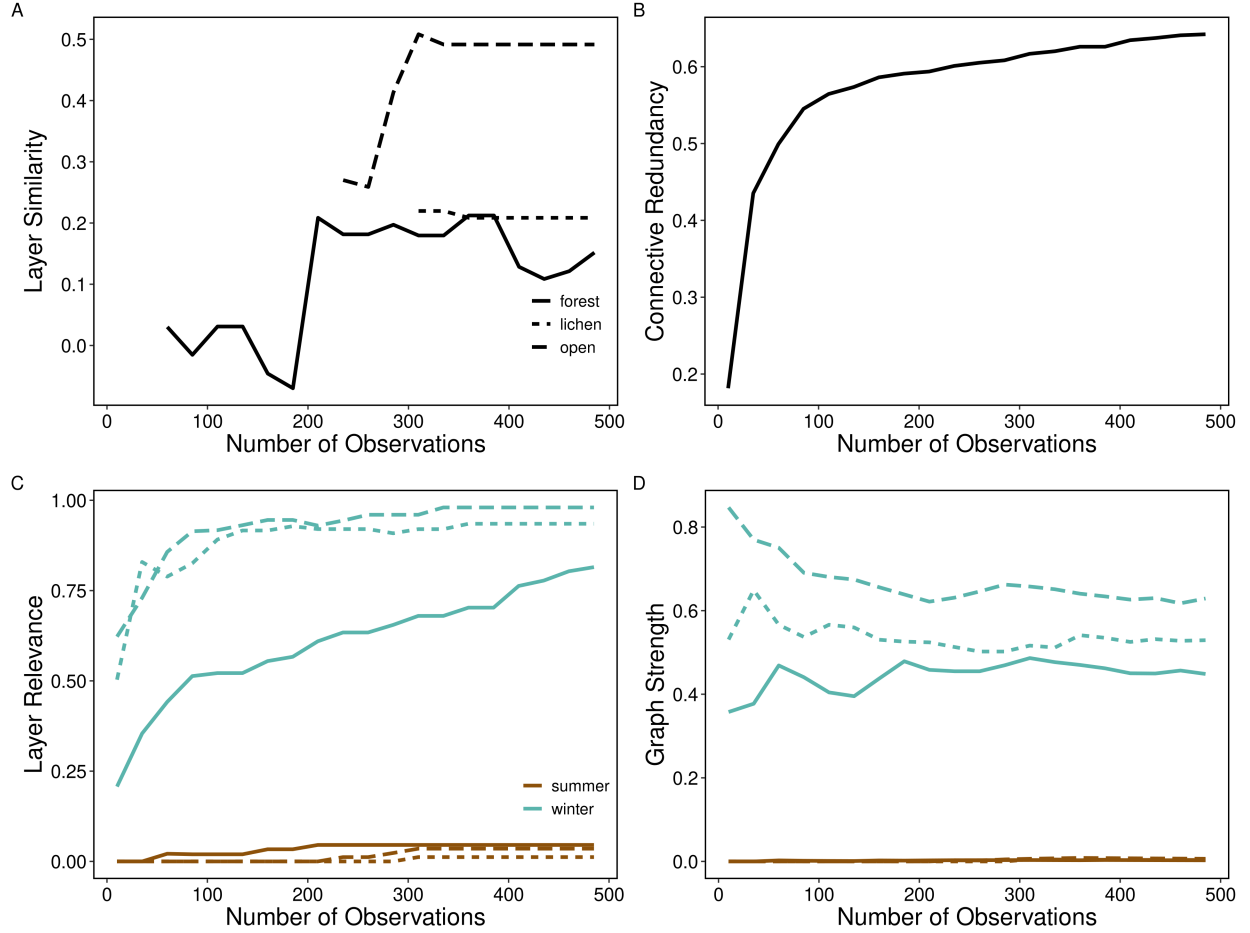 A
Layer Similarity
0.5
0.4
0.3
0.2
0.1
0.0
forest
lichen
open
0 100 200 300 400 500
Number of Observations
B
Connective Redundancy
0.6
0.5
0.4
0.3
0.2
0 100 200 300 400 500
Number of Observations
C
Layer Relevance
1.00
0.75
0.50
0.25
0.00
summer
winter
0 100 200 300 400 500
Number of Observations
D
Graph Strength
0.8
0.6
0.4
0.2
0.0
0 100 200 300 400 500
Number of Observations